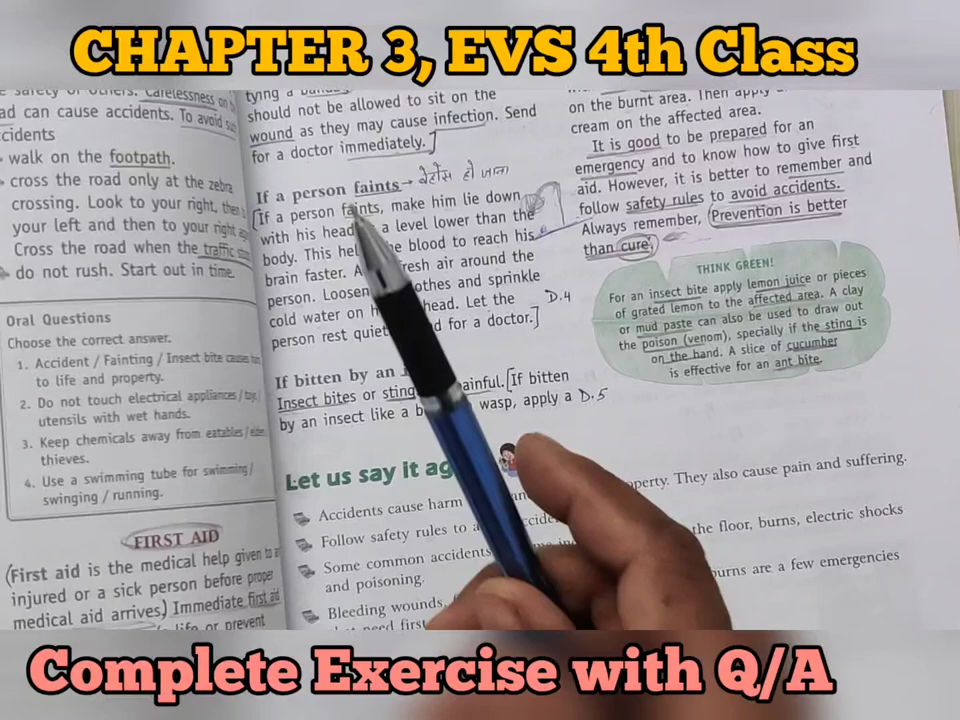 CHAPTER 3, EVS 4th Class
safety of others. Carelessness on
can cause accidents. To avoid
walk on the footpath.
cross the road only at the zebra
crossing. Look to your right, then
your left and then to your right
Cross the road when the traffic
do not rush. Start out in time.
Oral Questions
Choose the correct answer.
1. Accident / Fainting / Insect bite causes
to life and property.
2. Do not touch electrical appliances /
utensils with wet hands.
3. Keep chemicals away from eatables /
thieves.
4. Use a swimming tube for swimming /
swinging / running.
FIRST AID
(First aid is the medical help given to
injured or a sick person before proper
medical aid arrives.) Immediate first aid
or prevent
tying a
should not be allowed to sit on the
wound as they may cause infection. Send
for a doctor immediately.]
If a person faints → बेहोश हो जाना
[If a person faints, make him lie down
with his head a level lower than the
body. This blood to reach his
brain faster. fresh air around the
person. Loosen clothes and sprinkle
cold water on head. Let the
person rest for a doctor.] D.4
If bitten by an
Insect bites or painful. [If bitten
by an insect like a wasp, apply a D.5
on the burnt area. Then apply
cream on the affected area.
It is good to be prepared for an
emergency and to know how to give first
aid. However, it is better to remember and
follow safety rules to avoid accidents.
Always remember, Prevention is better
than cure.
THINK GREEN!
For an insect bite apply lemon juice or pieces
of grated lemon to the affected area. A clay
or mud paste can also be used to draw out
the poison (venom), specially if the sting is
on the hand. A slice of cucumber
is effective for an ant bite.
Let us say it
Accidents cause harm property. They also cause pain and suffering.
Follow safety rules to
Some common accidents the floor, burns, electric shocks
and poisoning.
Bleeding wounds, burns are a few emergencies
need first
Complete Exercise with Q/A